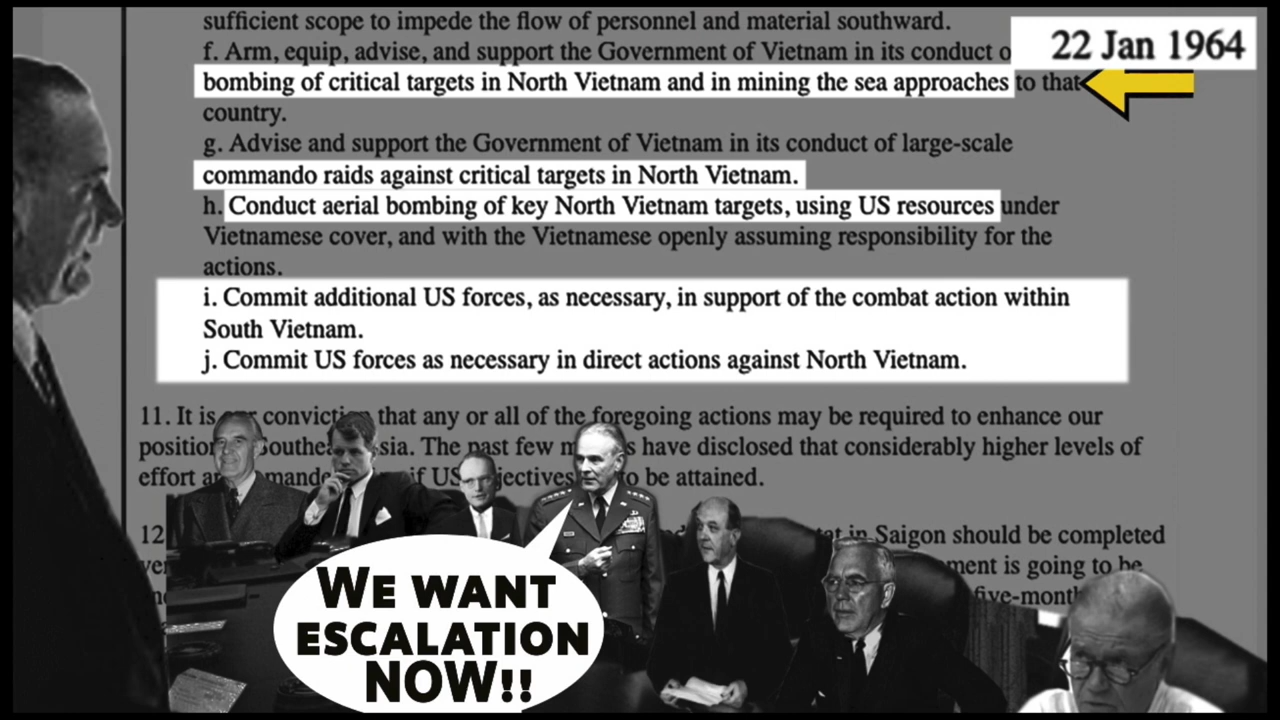 sufficient scope to impede the flow of personnel and material southward.
22 Jan 1964
f. Arm, equip, advise, and support the Government of Vietnam in its conduct o
bombing of critical targets in North Vietnam and in mining the sea approaches to that
country.
g. Advise and support the Government of Vietnam in its conduct of large-scale
commando raids against critical targets in North Vietnam.
h. Conduct aerial bombing of key North Vietnam targets, using US resources under
Vietnamese cover, and with the Vietnamese openly assuming responsibility for the
actions.
i. Commit additional US forces, as necessary, in support of the combat action within
South Vietnam.
j. Commit US forces as necessary in direct actions against North Vietnam.
11. It is convict that any or all of the foregoing actions may be required to enhance our
position Southe sia. The past few m s have disclosed that considerably higher levels of
effort a mand if US jectives to be attained.
12 in Saigon should be completed
ment is going to be
five-mont
WE WANT
ESCALATION
NOW!!